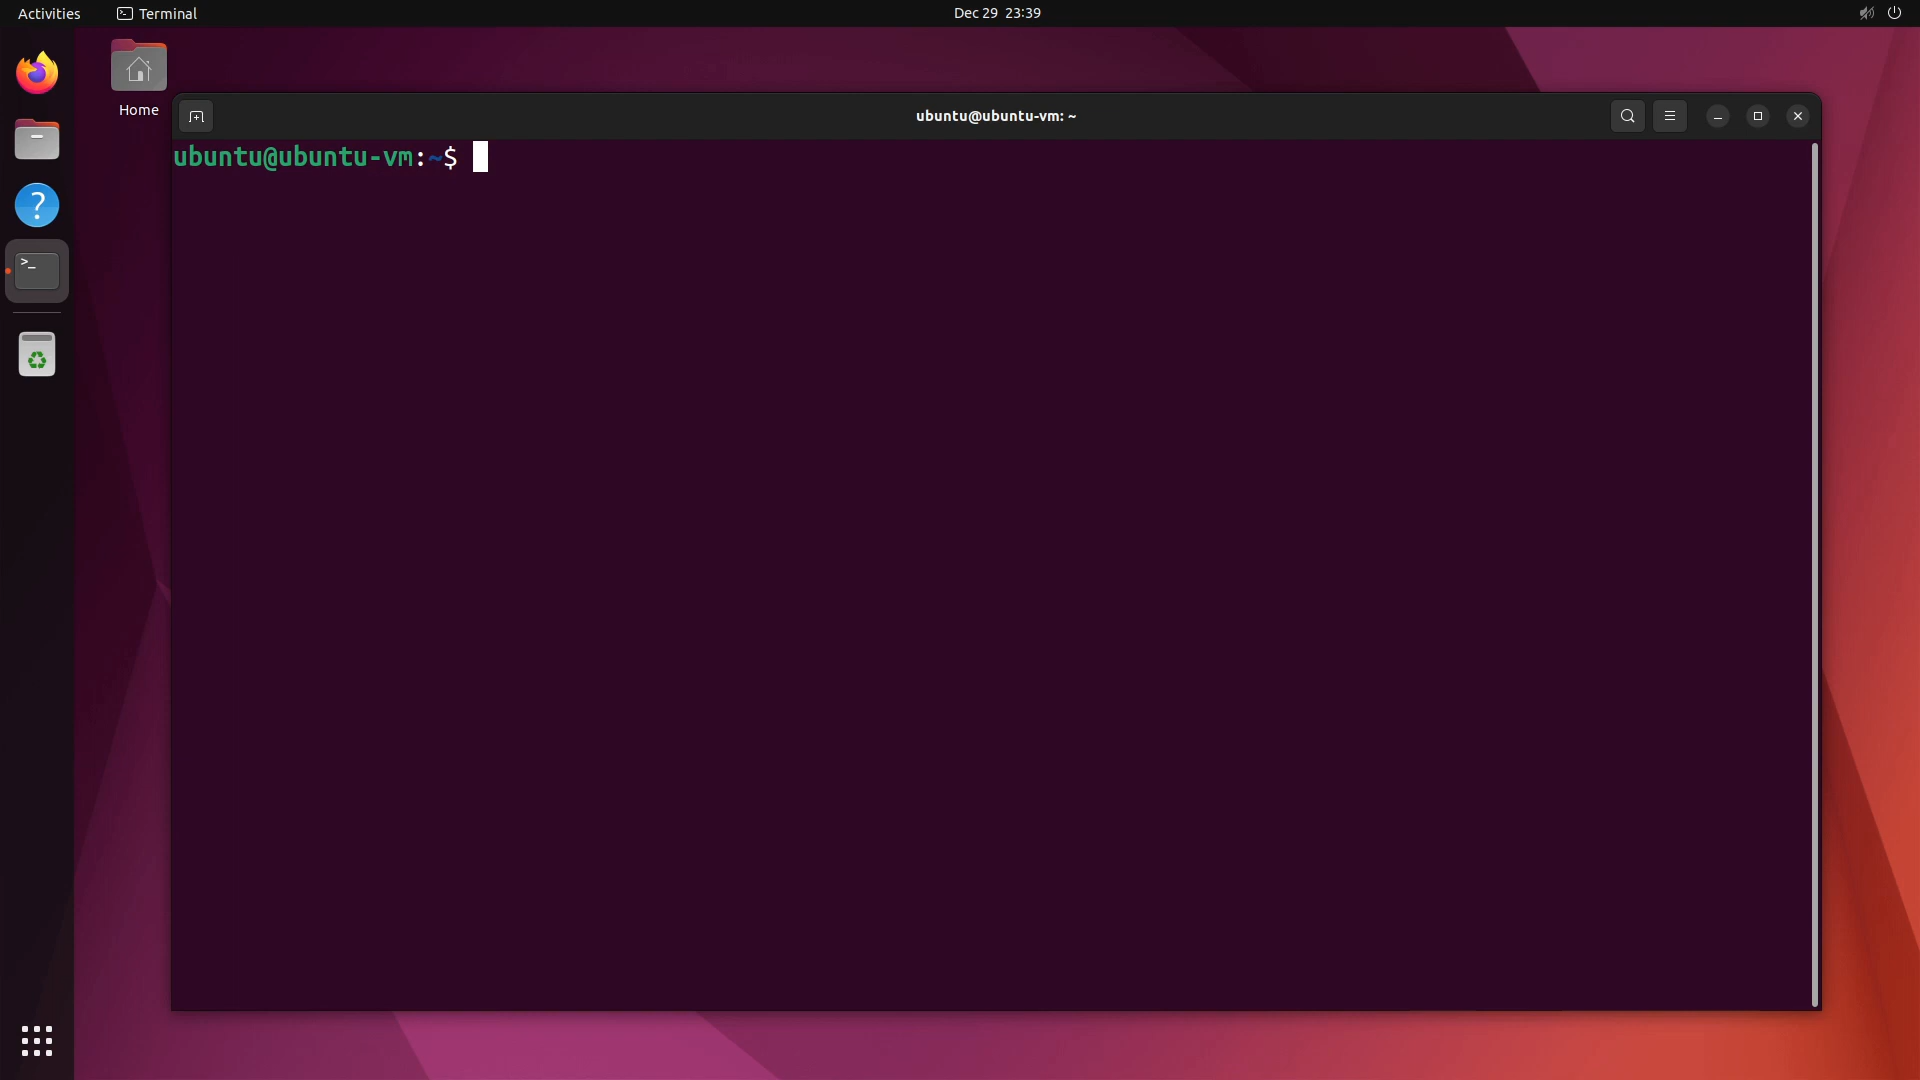 Activities Terminal Dec 29 23:39
Home
ubuntu@ubuntu-vm: ~
ubuntu@ubuntu-vm:~$